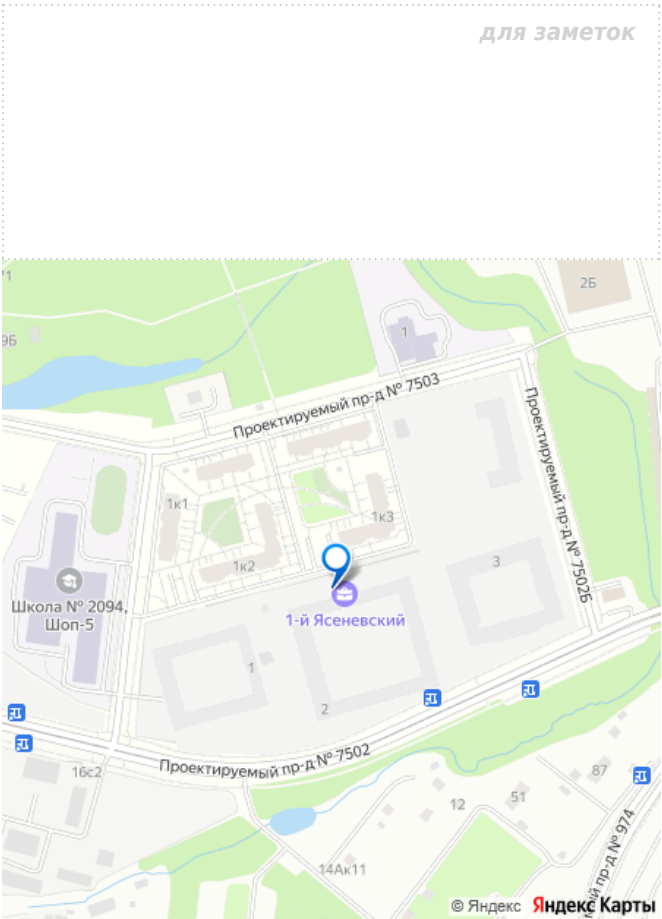 для заметок
71
2Б
9Б
1
Проектируемый пр-д № 7503
Проектируемый пр-д № 7502Б
1к1
1к3
1к2
3
Школа № 2094,
Шоп-5
1-й Ясеневский
1
2
Проектируемый пр-д № 7502
16с2
87
51
12
й пр-д № 974
14Ак11
© Яндекс Яндекс Карты